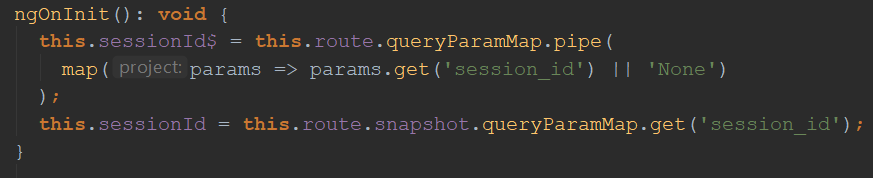 ngOnInit(): void {
  this.sessionId$ = this.route.queryParamMap.pipe(
    map( project: params => params.get('session_id') || 'None')
  );
  this.sessionId = this.route.snapshot.queryParamMap.get('session_id');
}